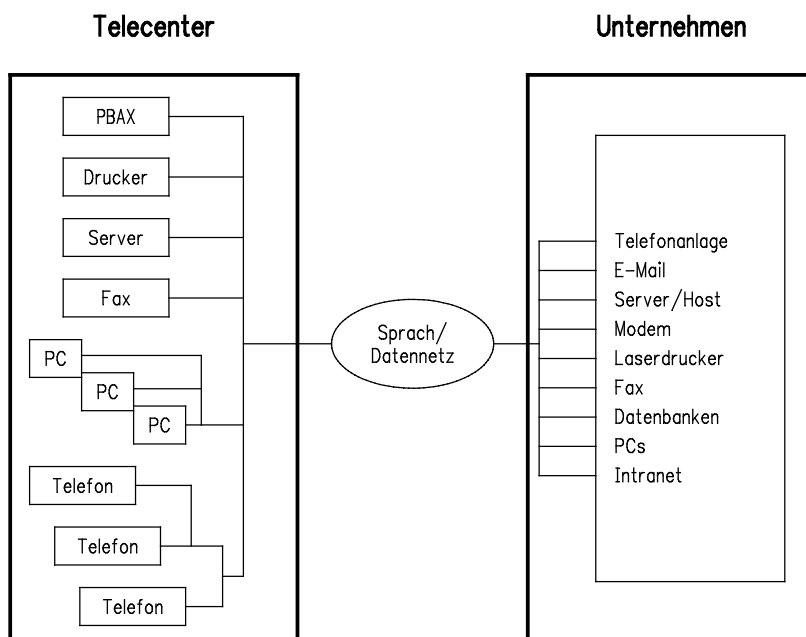 Telecenter
PBAX
Drucker
Server
Fax
PC
PC
PC
Telefon
Telefon
Telefon
Sprach/
Datennetz
Unternehmen
Telefonanlage
E-Mail
Server/Host
Modem
Laserdrucker
Fax
Datenbanken
PCs
Intranet